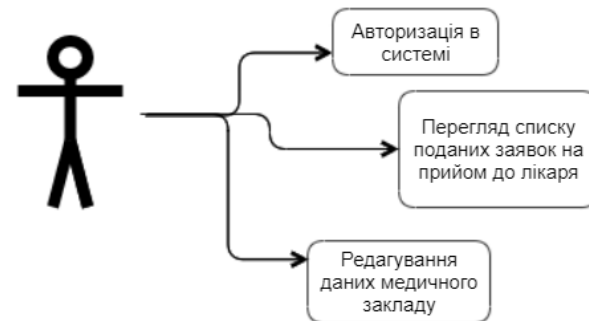 Авторизація в
системі
Перегляд списку
поданих заявок на
прийом до лікаря
Редагування
даних медичного
закладу